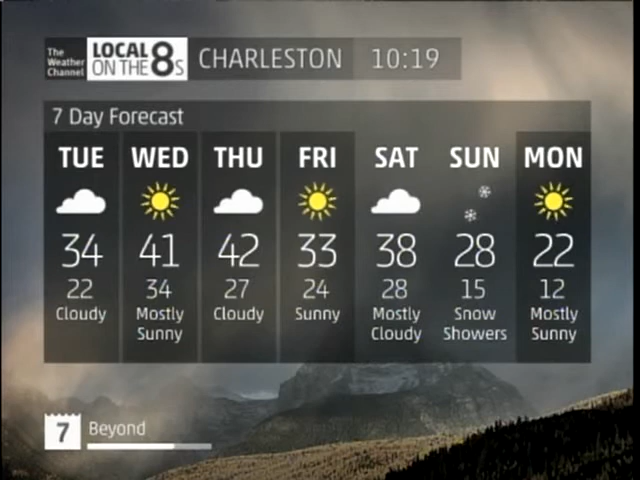 The Weather Channel
LOCAL ON THE 8s
CHARLESTON 10:19
7 Day Forecast
TUE WED THU FRI SAT SUN MON
34 41 42 33 38 28 22
22 34 27 24 28 15 12
Cloudy Mostly Sunny Cloudy Sunny Mostly Cloudy Snow Showers Mostly Sunny
7 Beyond